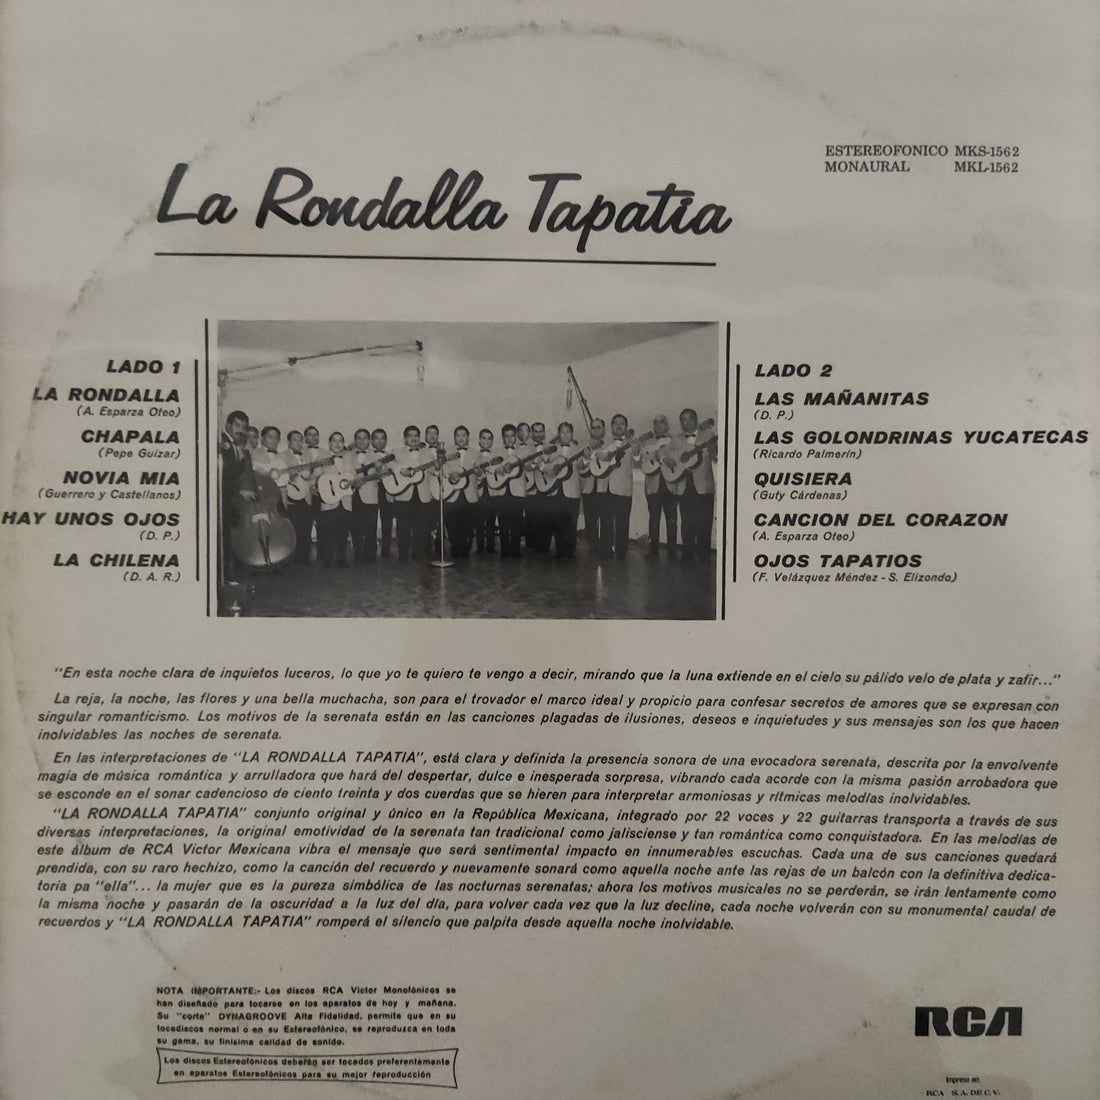 ESTEREOFONICO MKS-1562
MONAURAL MKL-1562
La Rondalla Tapatia
LADO 1
LA RONDALLA
(A. Esparza Oteo)
CHAPALA
(Pepe Guízar)
NOVIA MIA
(Guerrero y Castellanos)
HAY UNOS OJOS
(D. P.)
LA CHILENA
(D. A. R.)
LADO 2
LAS MAÑANITAS
(D. P.)
LAS GOLONDRINAS YUCATECAS
(Ricardo Palmerín)
QUISIERA
(Guty Cárdenas)
CANCION DEL CORAZON
(A. Esparza Oteo)
OJOS TAPATIOS
(F. Velázquez Méndez - S. Elizondo)
"En esta noche clara de inquietos luceros, lo que yo te quiero te vengo a decir, mirando que la luna extiende en el cielo su pálido velo de plata y zafir..."
La reja, la noche, las flores y una bella muchacha, son para el trovador el marco ideal y propicio para confesar secretos de amores que se expresan con
singular romanticismo. Los motivos de la serenata están en las canciones plagadas de ilusiones, deseos e inquietudes y sus mensajes son los que hacen
inolvidables las noches de serenata.
En las interpretaciones de "LA RONDALLA TAPATIA", está clara y definida la presencia sonora de una evocadora serenata, descrita por la envolvente
magia de música romántica y arrulladora que hará del despertar, dulce e inesperada sorpresa, vibrando cada acorde con la misma pasión arrobadora que
se esconde en el sonar cadencioso de ciento treinta y dos cuerdas que se hieren para interpretar armoniosas y rítmicas melodías inolvidables.
"LA RONDALLA TAPATIA" conjunto original y único en la República Mexicana, integrado por 22 voces y 22 guitarras transporta a través de sus
diversas interpretaciones, la original emotividad de la serenata tan tradicional como jalisciense y tan romántica como conquistadora. En las melodías de
este álbum de RCA Victor Mexicana vibra el mensaje que será sentimental impacto en innumerables escuchas. Cada una de sus canciones quedará
prendida, con su raro hechizo, como la canción del recuerdo y nuevamente sonará como aquella noche ante las rejas de un balcón con la definitiva dedica-
toria pa "ella"... la mujer que es la pureza simbólica de las nocturnas serenatas; ahora los motivos musicales no se perderán, se irán lentamente como
la misma noche y pasarán de la oscuridad a la luz del día, para volver cada vez que la luz decline, cada noche volverán con su monumental caudal de
recuerdos y "LA RONDALLA TAPATIA" romperá el silencio que palpita desde aquella noche inolvidable.
NOTA IMPORTANTE:- Los discos RCA Victor Monofónicos se
han diseñado para tocarse en los aparatos de hoy y mañana.
Su "corte" DYNAGROOVE Alta Fidelidad, permite que en su
tocadiscos normal o en su Estereofónico, se reproduzca en toda
su gama, su finísima calidad de sonido.
Los discos Estereofónicos deberán ser tocados preferentemente
en aparatos Estereofónicos para su mejor reproducción
RCA
Impreso en
RCA S.A. DE C.V.